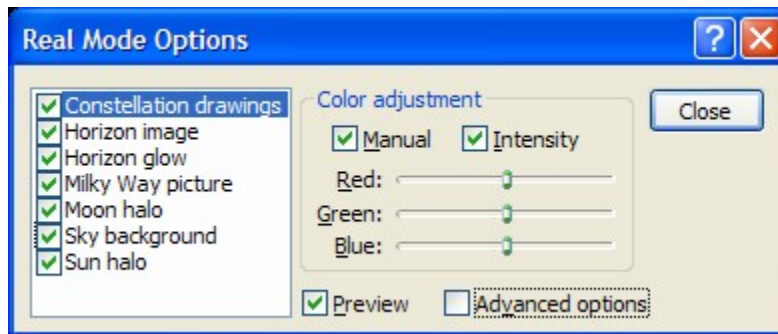 Real Mode Options
Constellation drawings
Horizon image
Horizon glow
Milky Way picture
Moon halo
Sky background
Sun halo
Color adjustment
Manual Intensity
Red:
Green:
Blue:
Preview Advanced options
Close